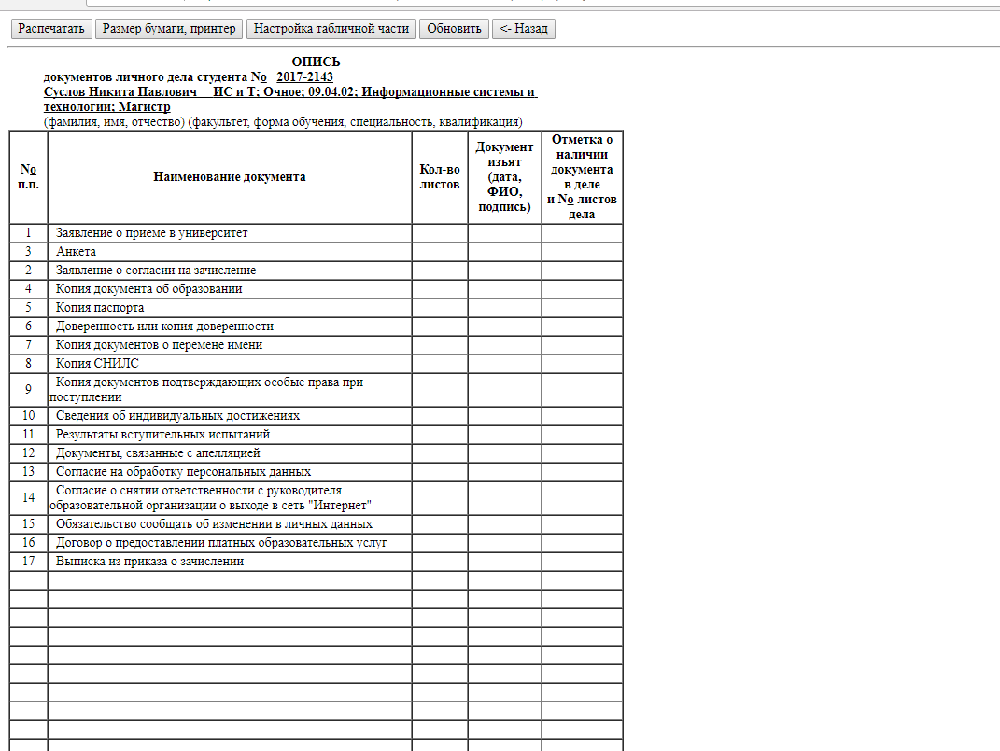 Распечатать Размер бумаги, принтер Настройка табличной части Обновить <- Назад
ОПИСЬ
документов личного дела студента No 2017-2143
Суслов Никита Павлович ИС и Т; Очное; 09.04.02; Информационные системы и
технологии; Магистр
(фамилия, имя, отчество) (факультет, форма обучения, специальность, квалификация)
No
п.п.
Наименование документа
Кол-во
листов
Документ
изъят
(дата,
ФИО,
подпись)
Отметка о
наличии
документа
в деле
и No листов
дела
1 Заявление о приеме в университет
3 Анкета
2 Заявление о согласии на зачисление
4 Копия документа об образовании
5 Копия паспорта
6 Доверенность или копия доверенности
7 Копия документов о перемене имени
8 Копия СНИЛС
9 Копия документов подтверждающих особые права при
поступлении
10 Сведения об индивидуальных достижениях
11 Результаты вступительных испытаний
12 Документы, связанные с апелляцией
13 Согласие на обработку персональных данных
14 Согласие о снятии ответственности с руководителя
образовательной организации о выходе в сеть "Интернет"
15 Обязательство сообщать об изменении в личных данных
16 Договор о предоставлении платных образовательных услуг
17 Выписка из приказа о зачислении